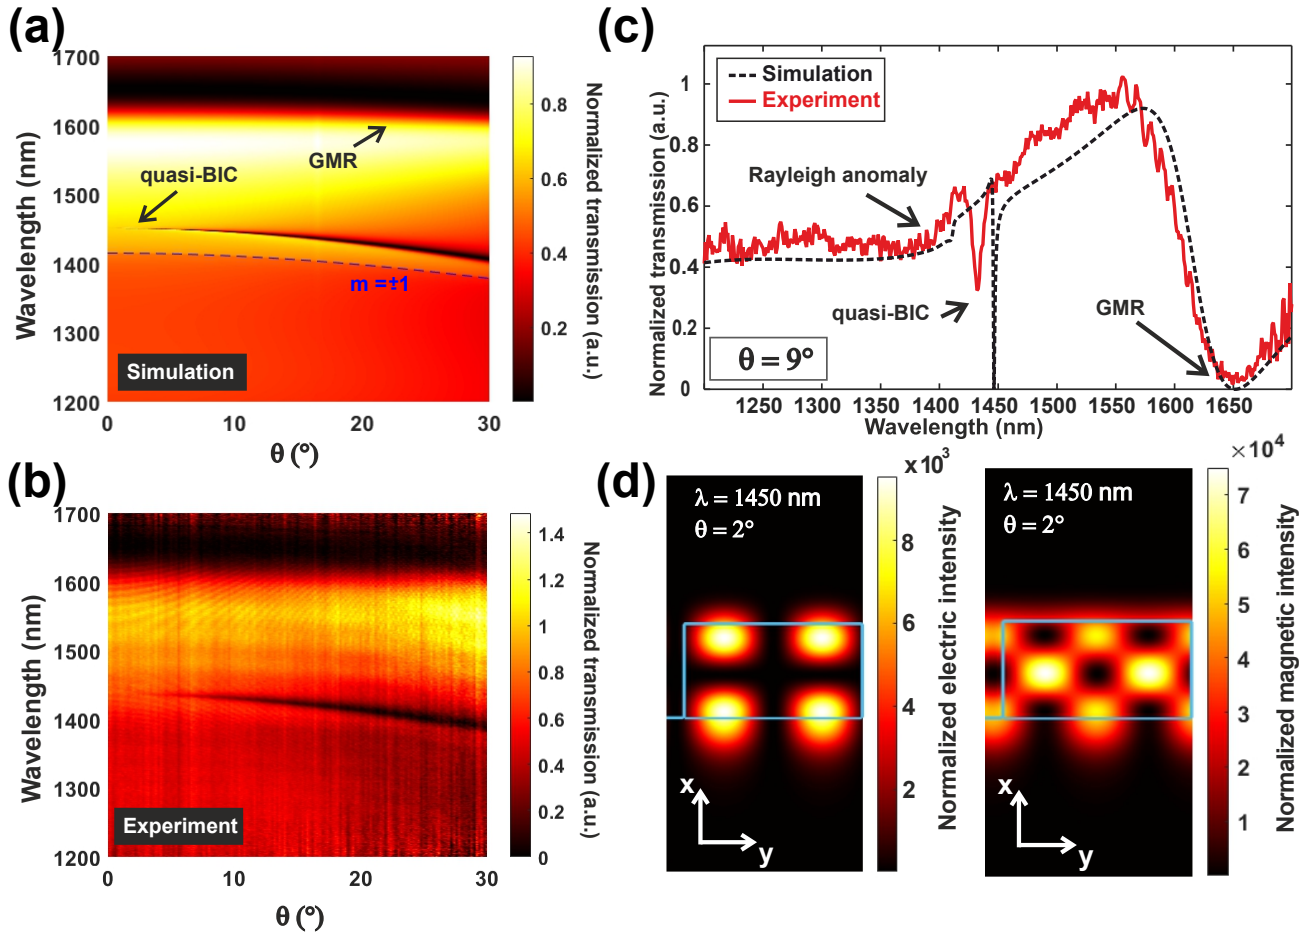 (a)
1700
1600
1500
1400
1300
1200
Wavelength (nm)
0
10
20
30
θ (°)
GMR
quasi-BIC
m = ±1
Simulation
0.8
0.6
0.4
0.2
Normalized transmission (a.u.)
(b)
1700
1600
1500
1400
1300
1200
Wavelength (nm)
0
10
20
30
θ (°)
Experiment
1.4
1.2
1
0.8
0.6
0.4
0.2
0
Normalized transmission (a.u.)
(c)
Normalized transmission (a.u.)
1
0.8
0.6
0.4
0.2
0
Simulation
Experiment
Rayleigh anomaly
quasi-BIC
GMR
θ = 9°
1250
1300
1350
1400
1450
1500
1550
1600
1650
Wavelength (nm)
(d)
λ = 1450 nm
θ = 2°
x
y
x10³
8
6
4
2
Normalized electric intensity
λ = 1450 nm
θ = 2°
x
y
×10⁴
7
6
5
4
3
2
1
Normalized magnetic intensity